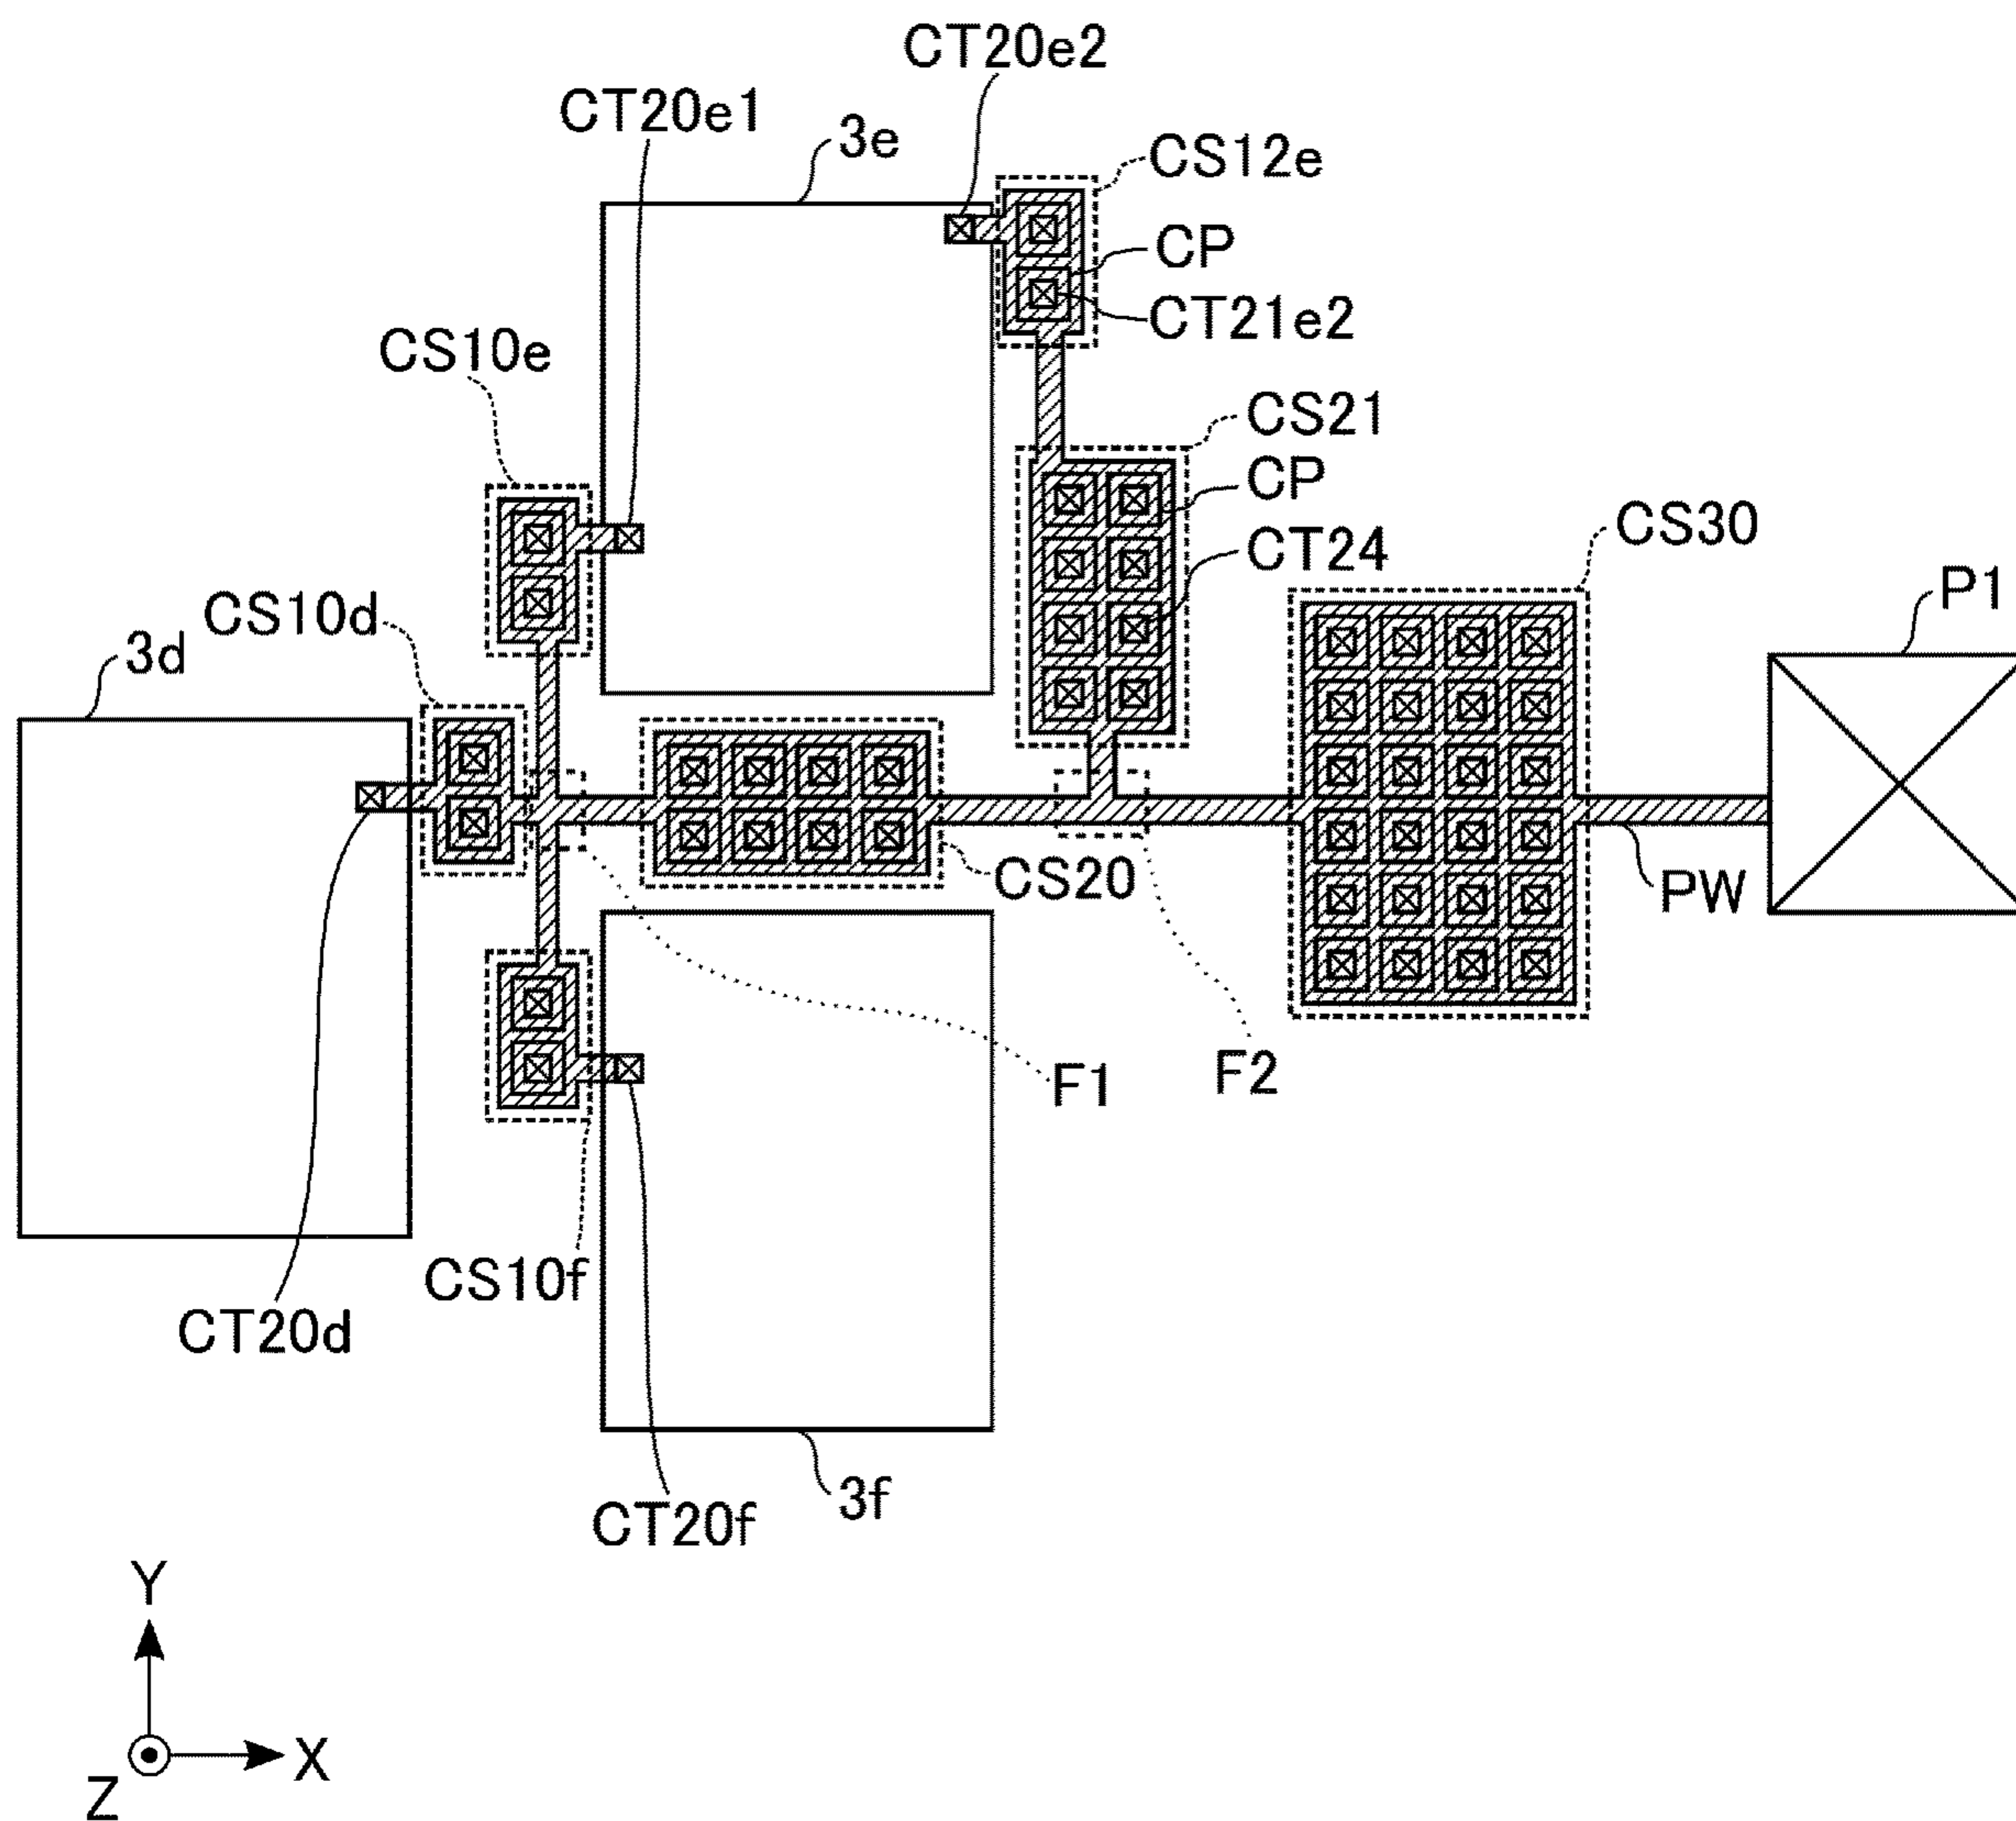 CT20e2
CT20e1
3e
CS12e
CP
CT21e2
CS10e
CS21
CP
CT24
CS30
P1
CS10d
3d
CS20
PW
F1
F2
CS10f
CT20d
3f
CT20f
Y
X
Z